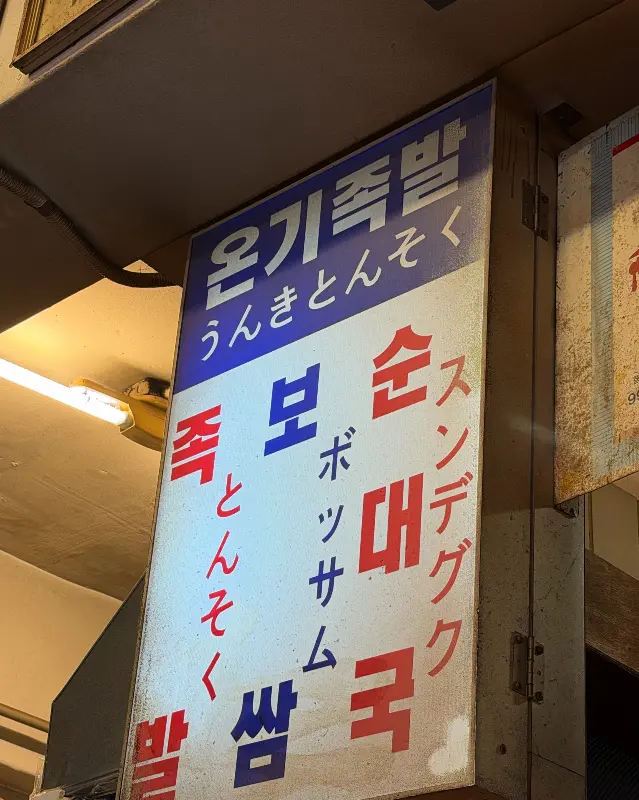 온기족발
うんきとんそく
족발
とんそく
보쌈
ボッサム
순대국
スンデグク